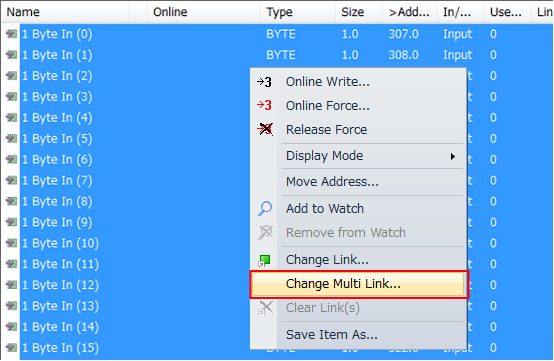 Name Online Type Size >Add... In/... Use... Lin
1 Byte In (0) BYTE 1.0 307.0 Input 0
1 Byte In (1) BYTE 1.0 308.0 Input 0
1 Byte In (2) 0
1 Byte In (3) 0
1 Byte In (4) 0
1 Byte In (5) 0
1 Byte In (6) 0
1 Byte In (7) 0
1 Byte In (8) 0
1 Byte In (9) 0
1 Byte In (10) 0
1 Byte In (11) 0
1 Byte In (12) 0
1 Byte In (13) 0
1 Byte In (14) 0
1 Byte In (15) 0
Online Write...
Online Force...
Release Force
Display Mode
Move Address...
Add to Watch
Remove from Watch
Change Link...
Change Multi Link...
Clear Link(s)
Save Item As...